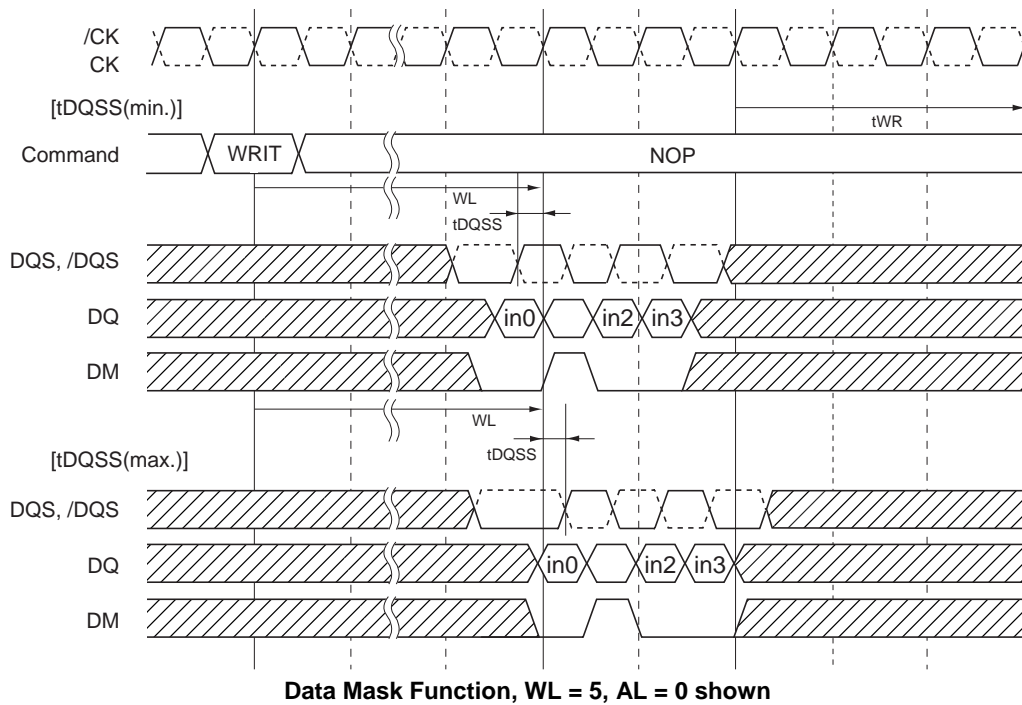 /CK
CK
[tDQSS(min.)]
tWR
Command
WRIT
NOP
WL
tDQSS
DQS, /DQS
DQ
in0
in2
in3
DM
WL
tDQSS
[tDQSS(max.)]
DQS, /DQS
DQ
in0
in2
in3
DM
Data Mask Function, WL = 5, AL = 0 shown